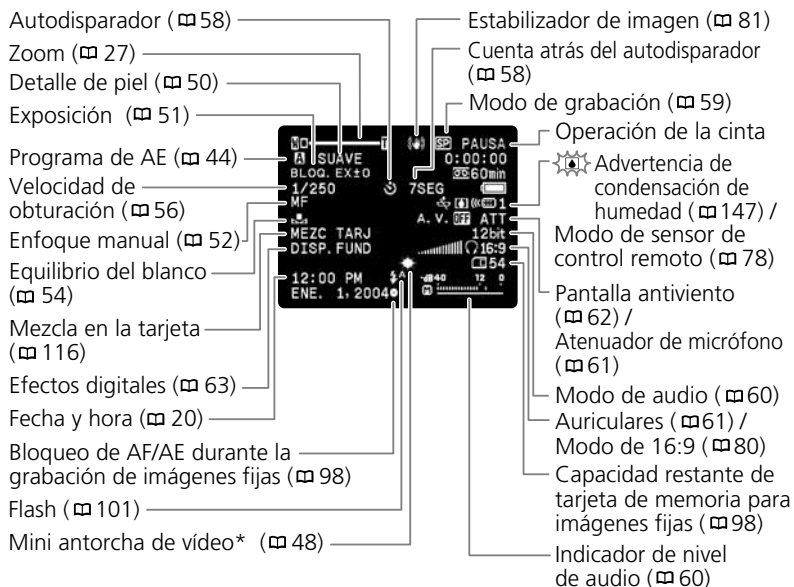 Autodisparador (58)
Zoom (27)
Detalle de piel (50)
Exposición (51)
Programa de AE (44)
Velocidad de
obturación (56)
Enfoque manual (52)
Equilibrio del blanco
(54)
Mezcla en la tarjeta
(116)
Efectos digitales (63)
Fecha y hora (20)
Bloqueo de AF/AE durante la
grabación de imágenes fijas (98)
Flash (101)
Mini antorcha de vídeo* (48)
W T SP PAUSA
A SUAVE 0:00:00
BLOQ. EX±0 60min
1/250 7SEG
MF 1
A. V. OFF ATT
MEZC TARJ 12bit
DISP. FUND 16:9
54
12:00 PM A -dB40 12 0
ENE. 1, 2004
Estabilizador de imagen (81)
Cuenta atrás del autodisparador
(58)
Modo de grabación (59)
Operación de la cinta
Advertencia de
condensación de
humedad (147) /
Modo de sensor de
control remoto (78)
Pantalla antiviento
(62) /
Atenuador de micrófono
(61)
Modo de audio (60)
Auriculares (61) /
Modo de 16:9 (80)
Capacidad restante de
tarjeta de memoria para
imágenes fijas (98)
Indicador de nivel
de audio (60)